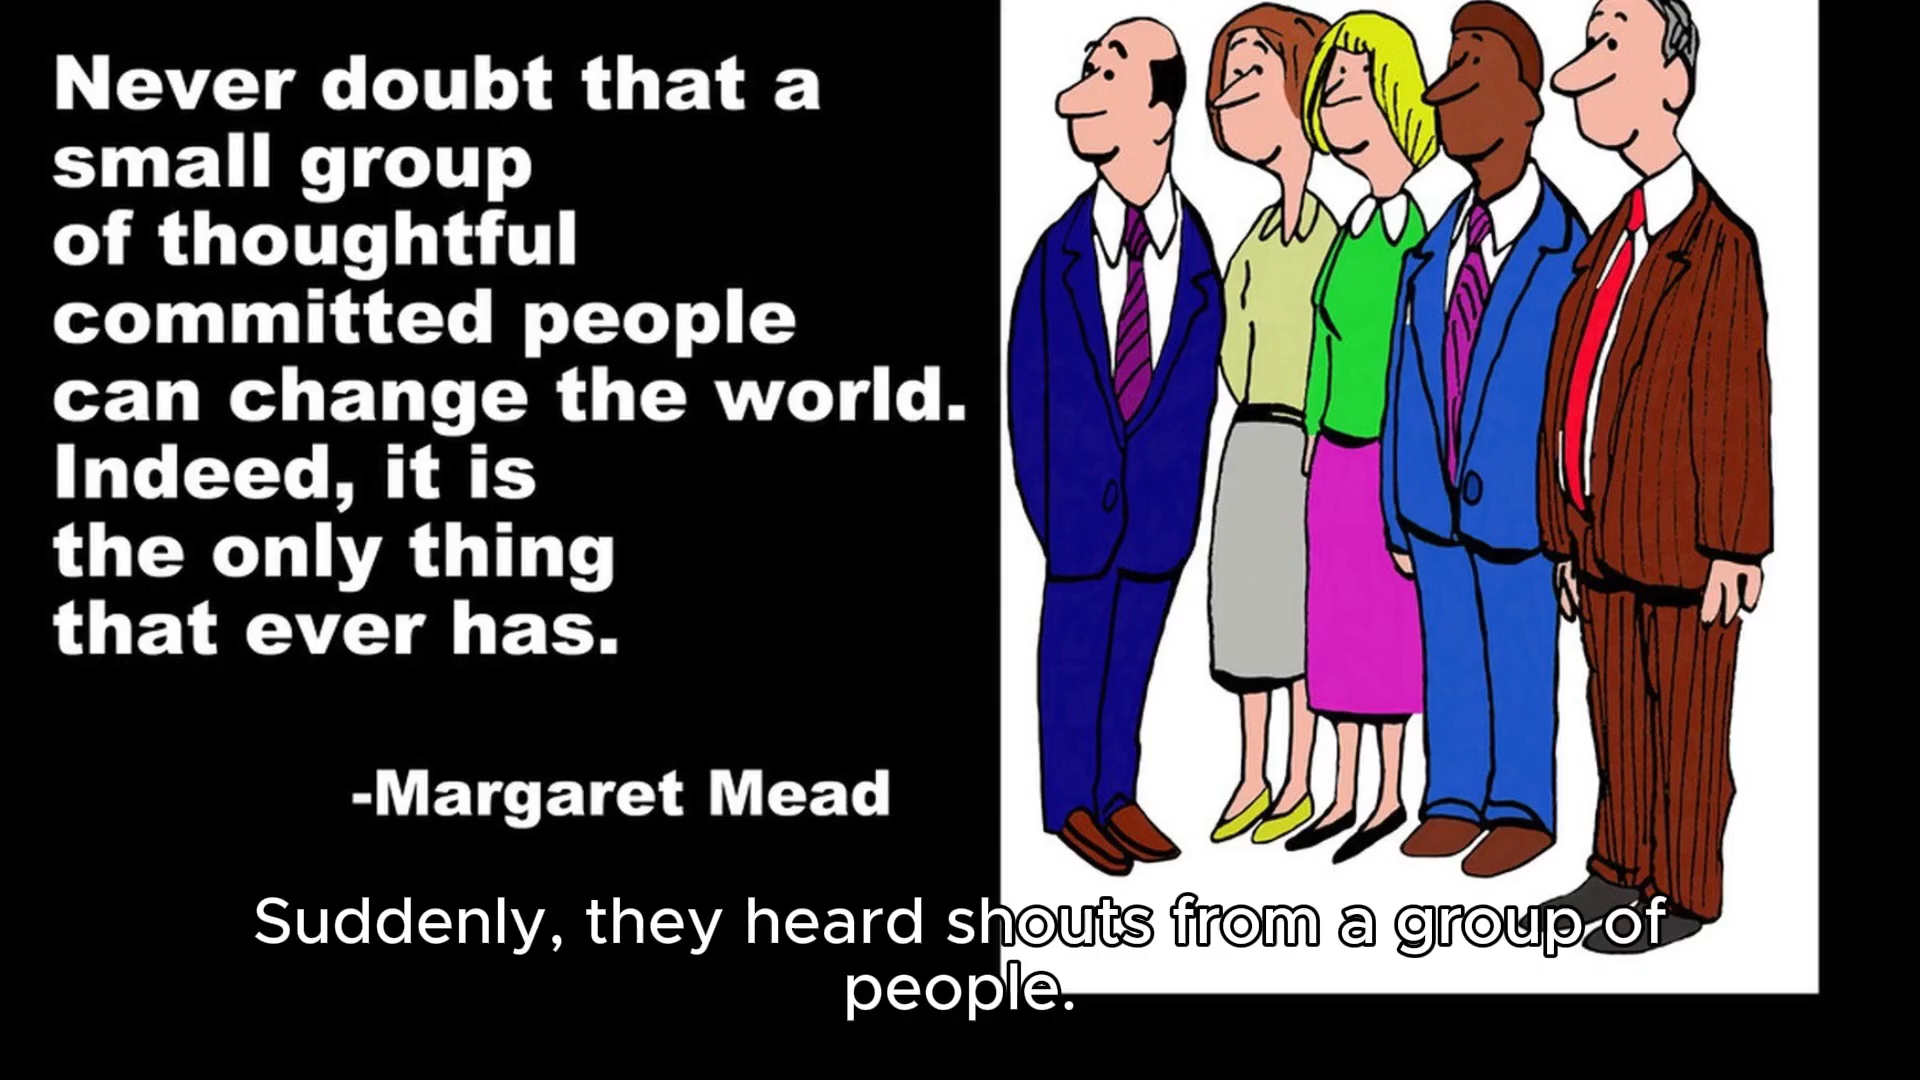 Never doubt that a
small group
of thoughtful
committed people
can change the world.
Indeed, it is
the only thing
that ever has.
-Margaret Mead
Suddenly, they heard shouts from a group of
people.